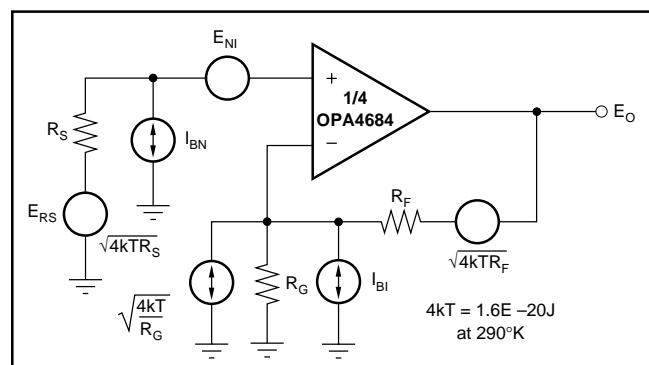 E_NI
1/4
OPA4684
+
−
E_O
R_S
I_BN
E_RS
√4kTR_S
R_F
√4kTR_F
√4kT/R_G
R_G
I_BI
4kT = 1.6E –20J
at 290°K